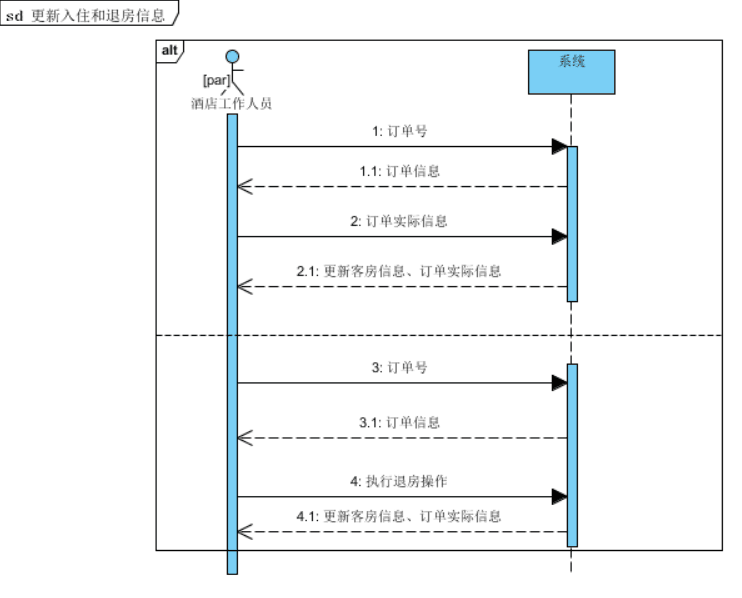 sd 更新入住和退房信息
alt
系统
[par]
酒店工作人员
1: 订单号
1.1: 订单信息
2: 订单实际信息
2.1: 更新客房信息、订单实际信息
3: 订单号
3.1: 订单信息
4: 执行退房操作
4.1: 更新客房信息、订单实际信息